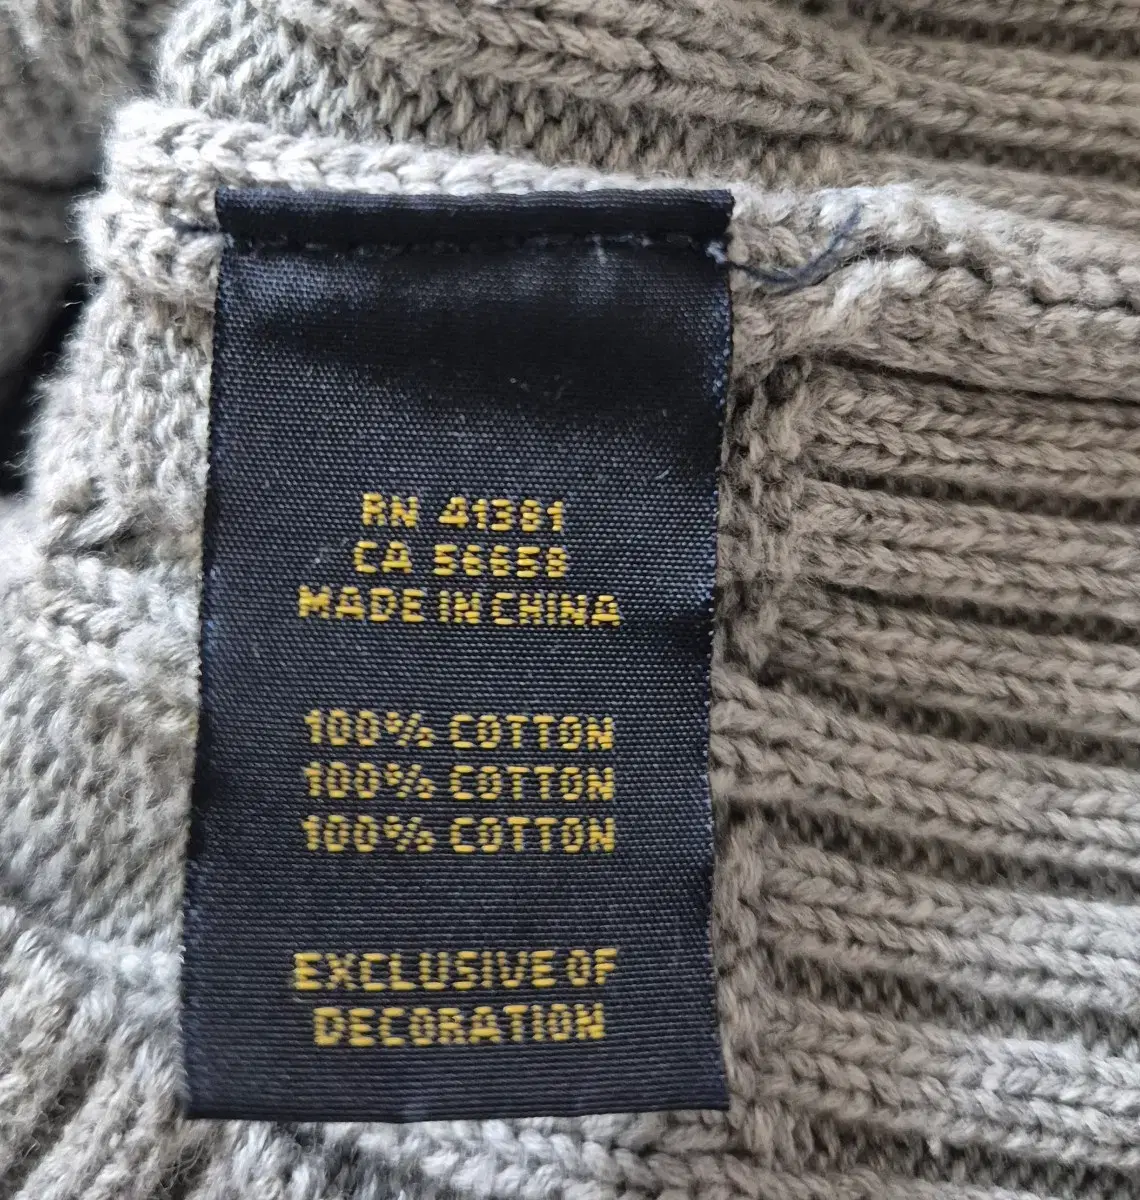 RN 41381
CA 56658
MADE IN CHINA
100% COTTON
100% COTTON
100% COTTON
EXCLUSIVE OF
DECORATION